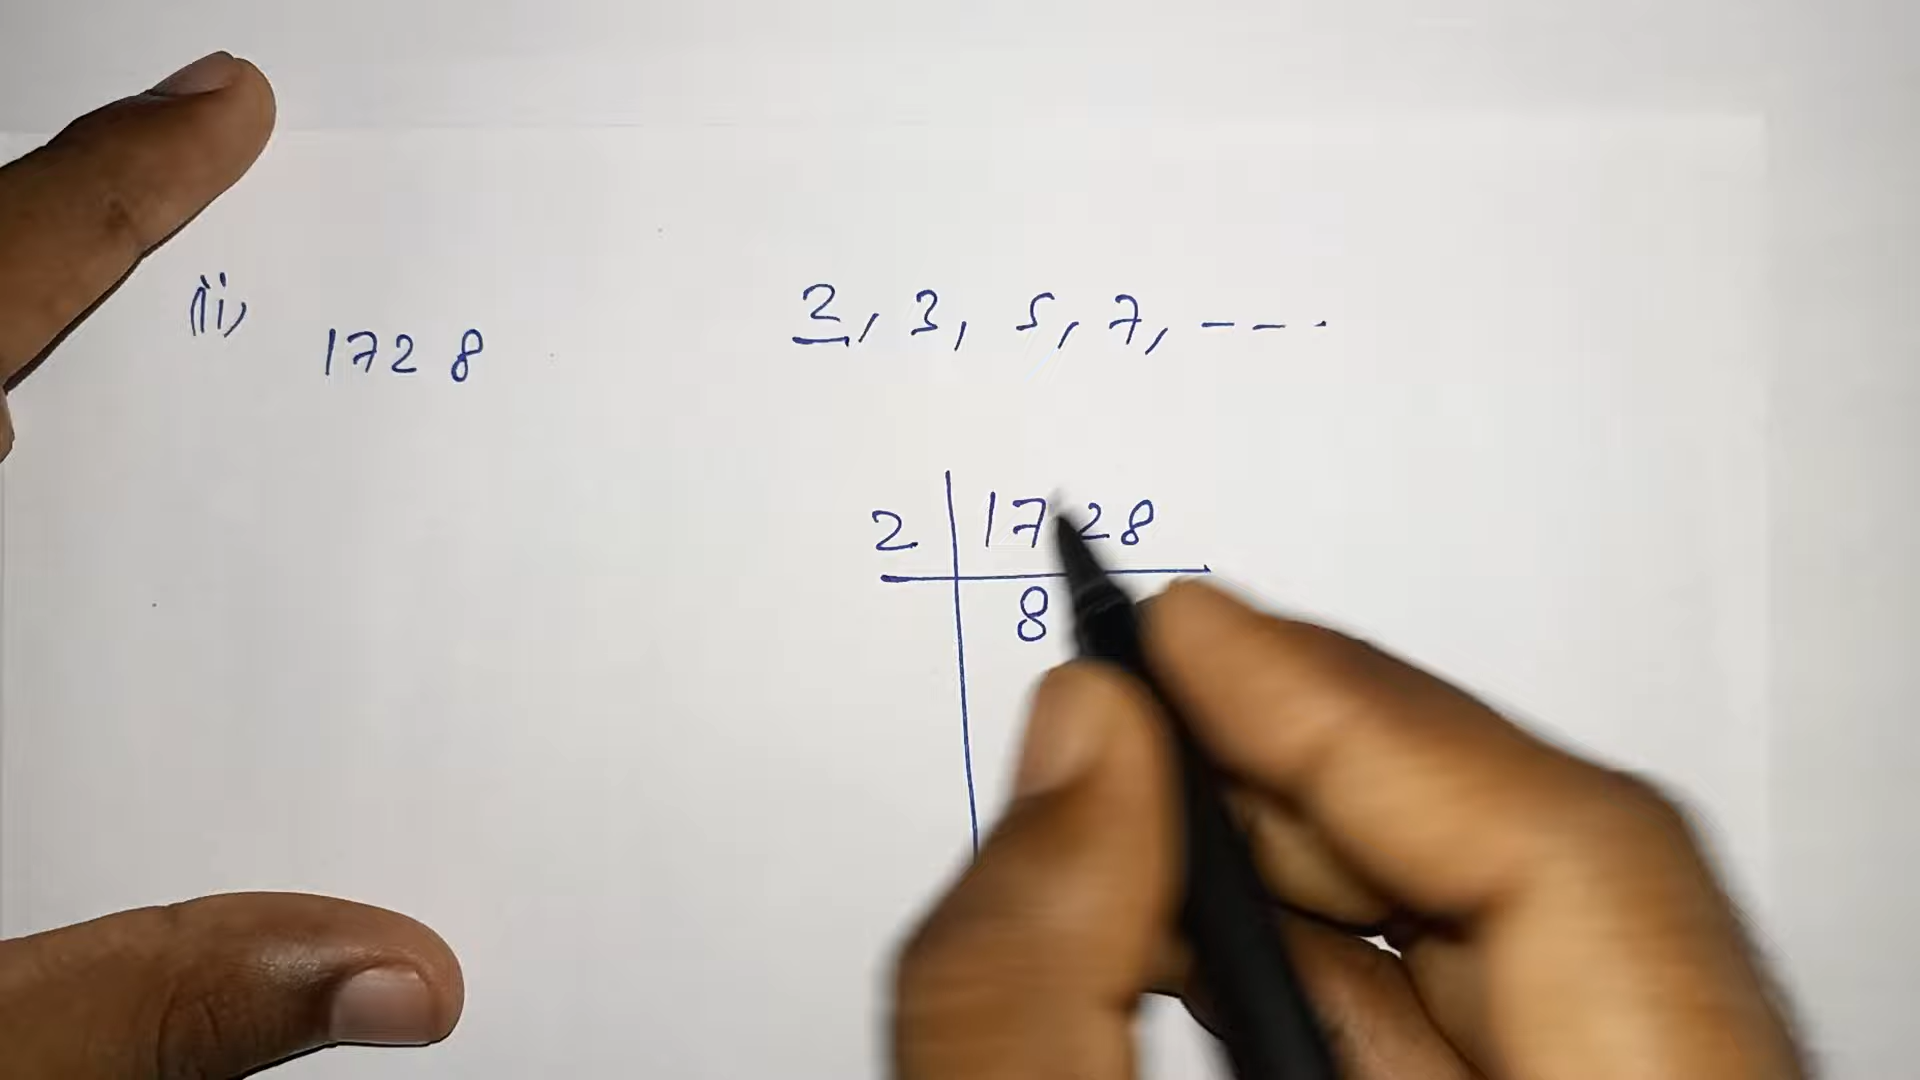 (ii)
1728
2, 3, 5, 7, --- .
2 | 1728
8